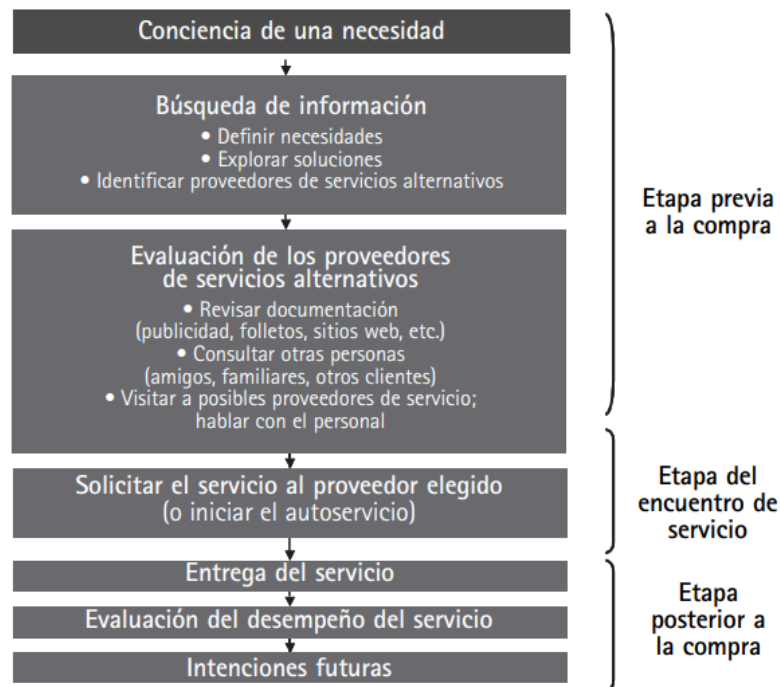 Conciencia de una necesidad
Búsqueda de información
• Definir necesidades
• Explorar soluciones
• Identificar proveedores de servicios alternativos
Etapa previa
a la compra
Evaluación de los proveedores
de servicios alternativos
• Revisar documentación
(publicidad, folletos, sitios web, etc.)
• Consultar otras personas
(amigos, familiares, otros clientes)
• Visitar a posibles proveedores de servicio;
hablar con el personal
Solicitar el servicio al proveedor elegido
(o iniciar el autoservicio)
Etapa del
encuentro de
servicio
Entrega del servicio
Evaluación del desempeño del servicio
Intenciones futuras
Etapa
posterior a
la compra